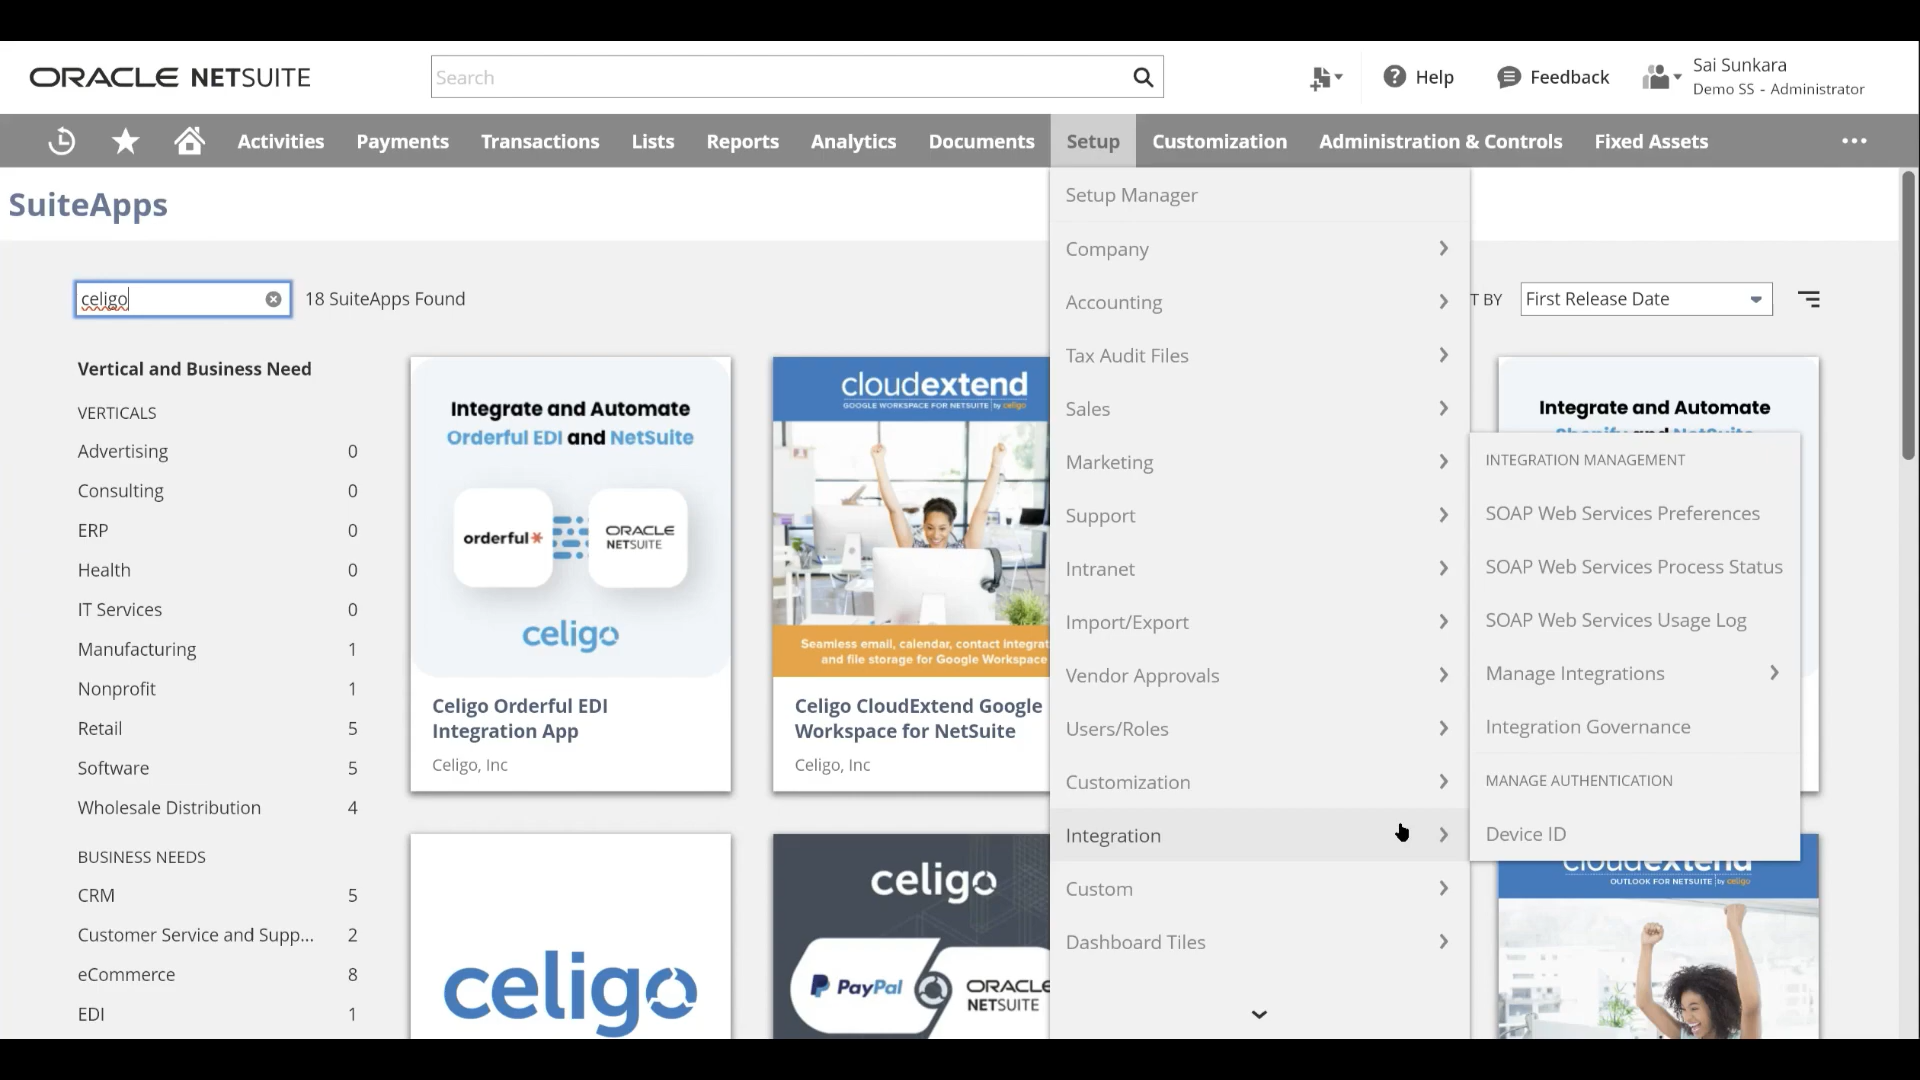 ORACLE NETSUITE
Search
Help
Feedback
Sai Sunkara
Demo SS - Administrator
Activities
Payments
Transactions
Lists
Reports
Analytics
Documents
Setup
Customization
Administration & Controls
Fixed Assets
SuiteApps
celigo
18 SuiteApps Found
T BY
First Release Date
Vertical and Business Need
VERTICALS
Advertising 0
Consulting 0
ERP 0
Health 0
IT Services 0
Manufacturing 1
Nonprofit 1
Retail 5
Software 5
Wholesale Distribution 4
BUSINESS NEEDS
CRM 5
Customer Service and Supp... 2
eCommerce 8
EDI 1
Integrate and Automate
Orderful EDI and NetSuite
orderful*
ORACLE
NETSUITE
celigo
Celigo Orderful EDI
Integration App
Celigo, Inc
cloudextend
GOOGLE WORKSPACE FOR NETSUITE | by celigo
Seamless email, calendar, contact integrat
and file storage for Google Workspace
Celigo CloudExtend Google
Workspace for NetSuite
Celigo, Inc
celigo
celigo
PayPal
ORACLE
NETSUITE
Setup Manager
Company
Accounting
Tax Audit Files
Sales
Marketing
Support
Intranet
Import/Export
Vendor Approvals
Users/Roles
Customization
Integration
Custom
Dashboard Tiles
Integrate and Automate
Shopify and NetSuite
INTEGRATION MANAGEMENT
SOAP Web Services Preferences
SOAP Web Services Process Status
SOAP Web Services Usage Log
Manage Integrations
Integration Governance
MANAGE AUTHENTICATION
Device ID
cloudextend
OUTLOOK FOR NETSUITE | by celigo